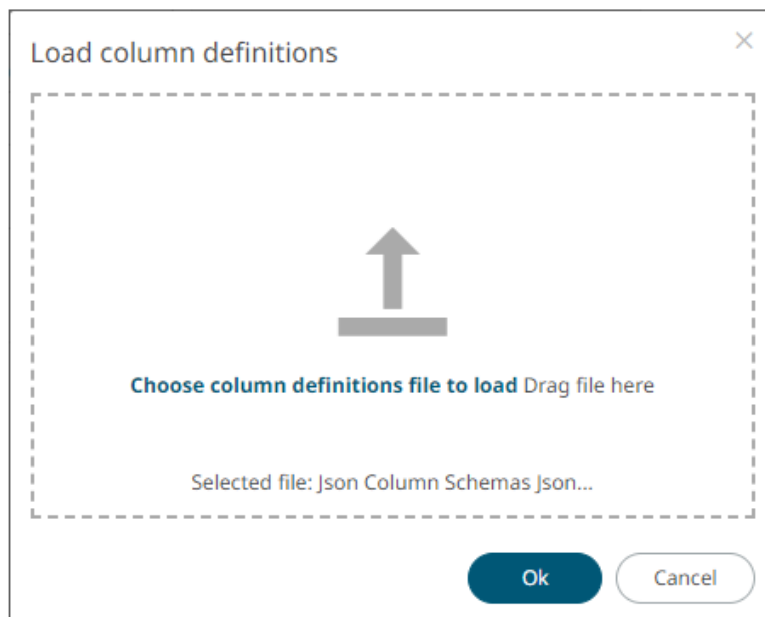 Load column definitions
Choose column definitions file to load Drag file here
Selected file: Json Column Schemas Json...
Ok
Cancel